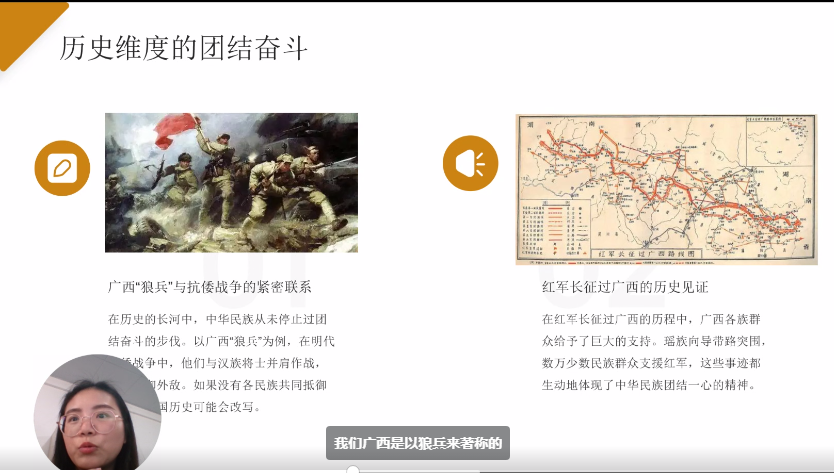 历史维度的团结奋斗
广西“狼兵”与抗倭战争的紧密联系
在历史的长河中，中华民族从未停止过团
结奋斗的步伐。以广西“狼兵”为例，在明代
战争中，他们与汉族将士并肩作战，
外敌。如果没有各民族共同抵御
国历史可能会改写。
红军长征过广西路线图
红军长征过广西的历史见证
在红军长征过广西的历程中，广西各族群
众给予了巨大的支持。瑶族向导带路突围，
数万少数民族群众支援红军，这些事迹都
生动地体现了中华民族团结一心的精神。
我们广西是以狼兵来著称的